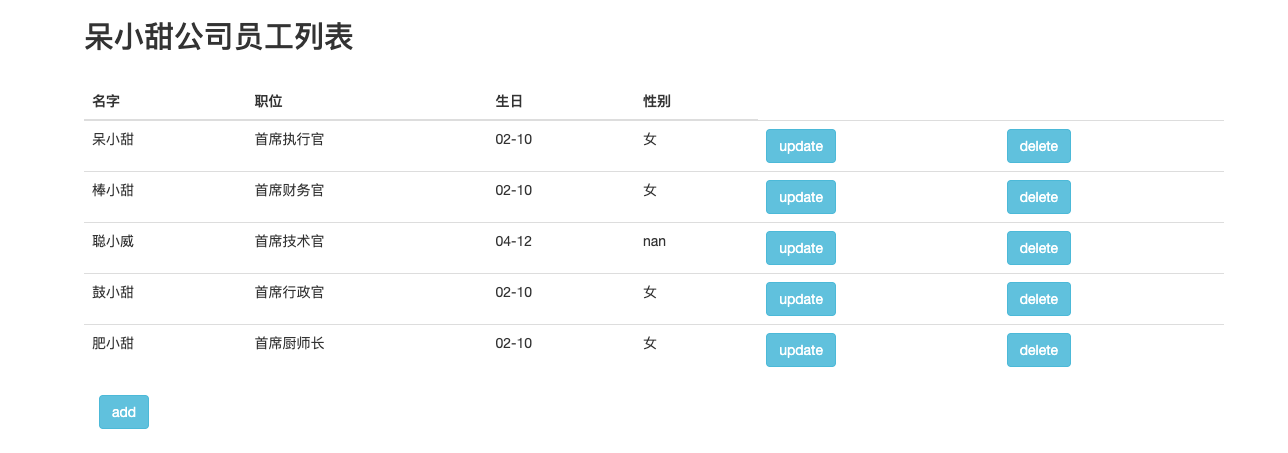 呆小甜公司员工列表
名字 职位 生日 性别
呆小甜 首席执行官 02-10 女 update delete
棒小甜 首席财务官 02-10 女 update delete
聪小威 首席技术官 04-12 nan update delete
鼓小甜 首席行政官 02-10 女 update delete
肥小甜 首席厨师长 02-10 女 update delete
add